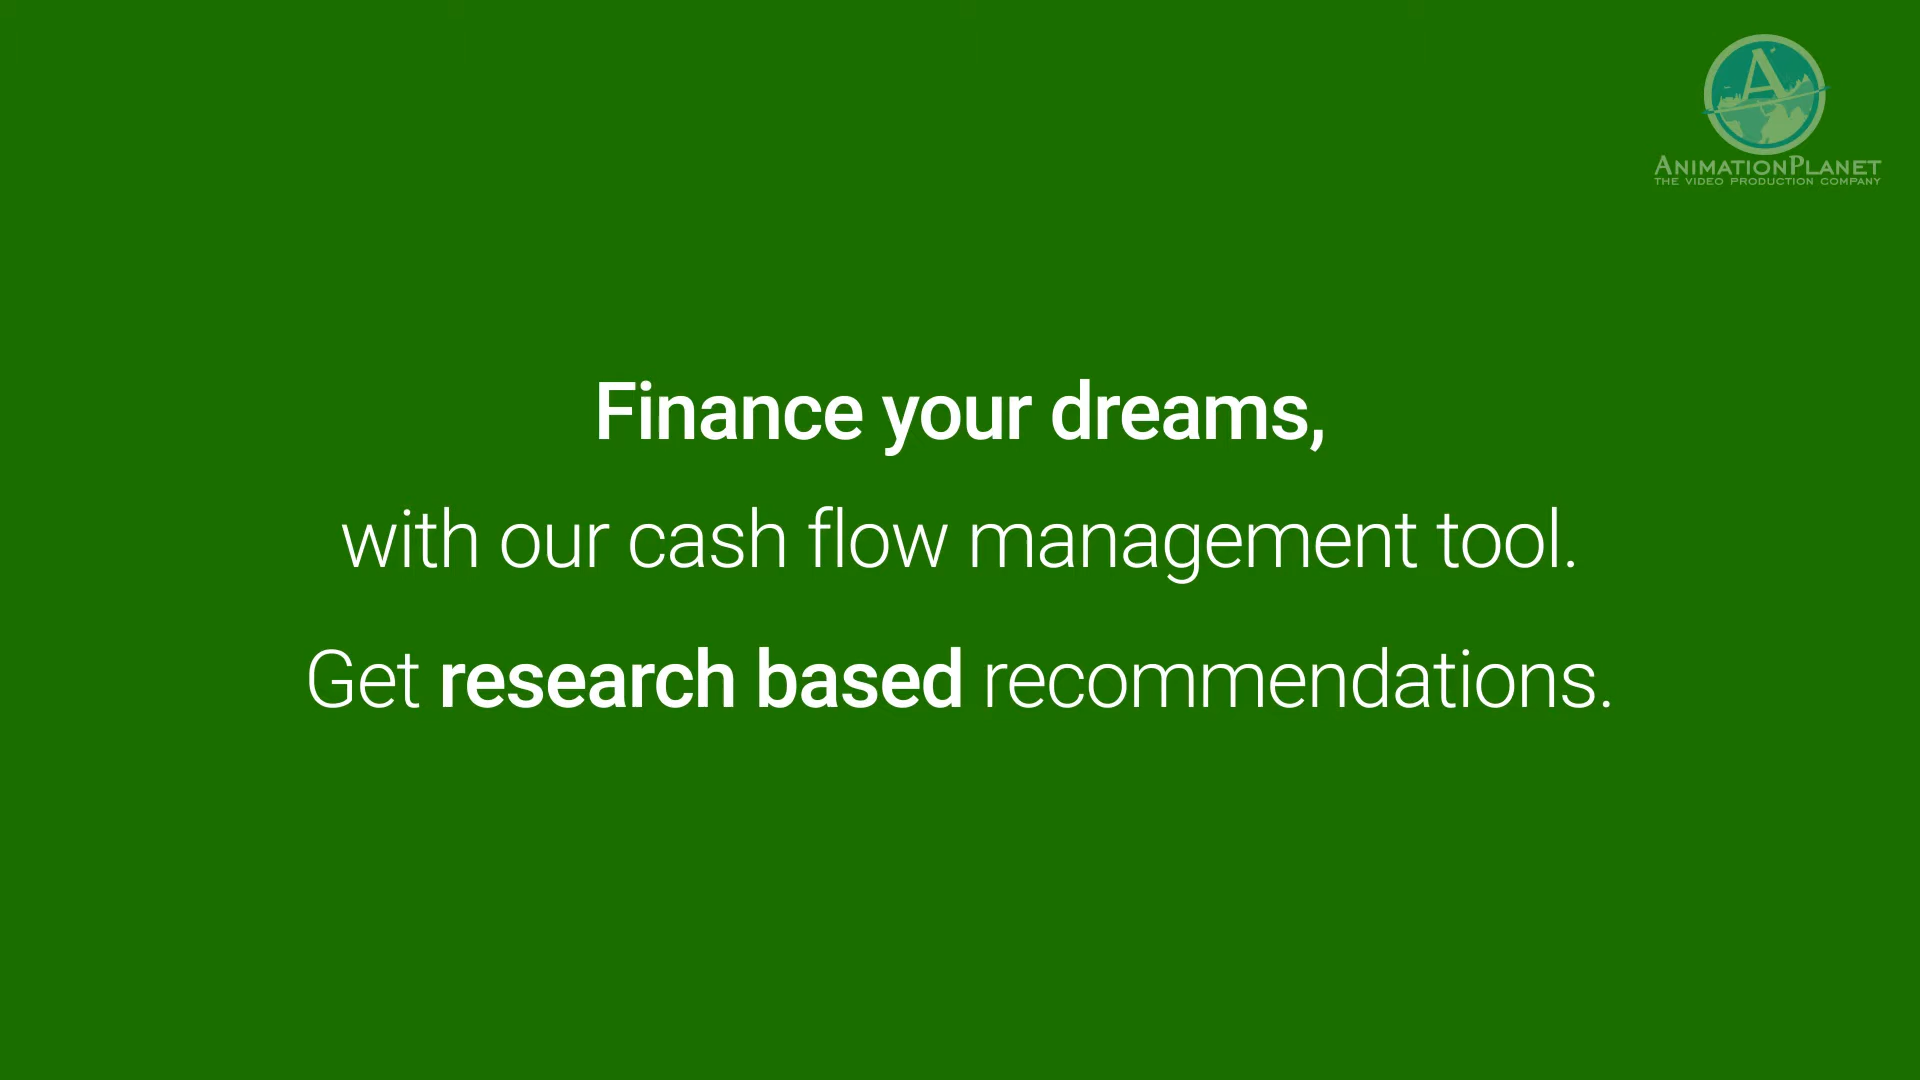 A
ANIMATIONPLANET
THE VIDEO PRODUCTION COMPANY
Finance your dreams,
with our cash flow management tool.
Get research based recommendations.